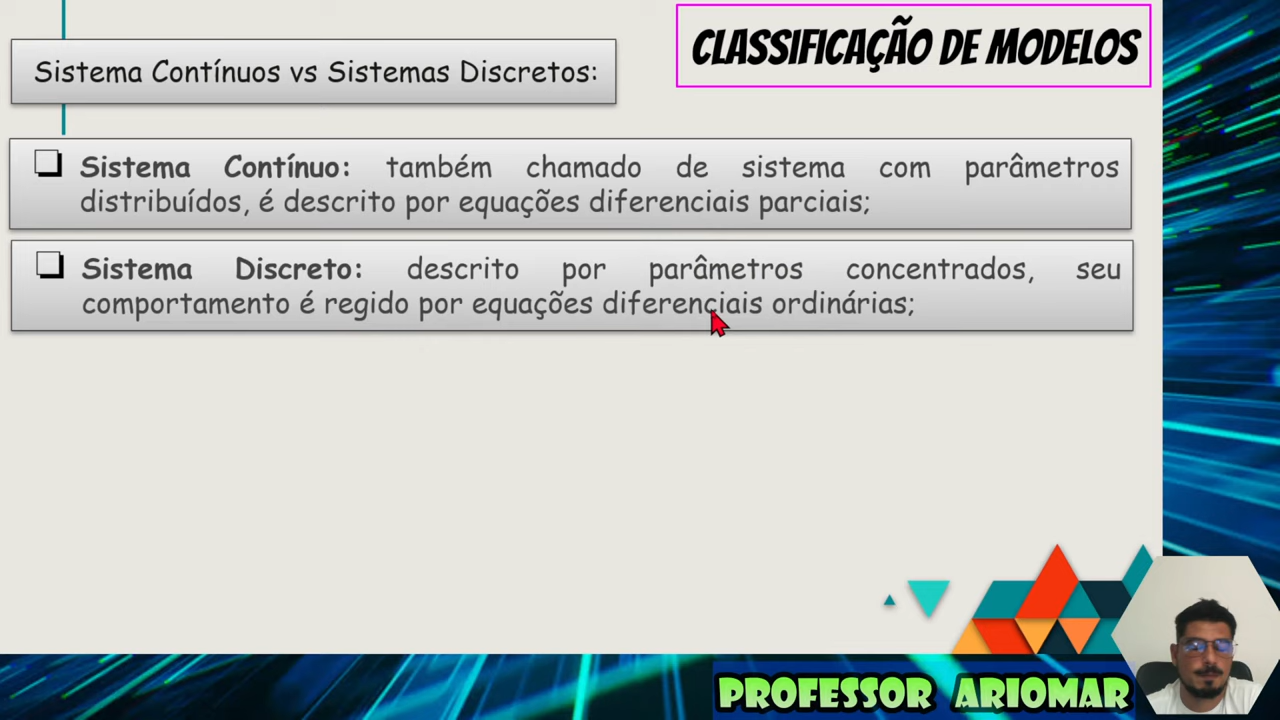 CLASSIFICAÇÃO DE MODELOS
Sistema Contínuos vs Sistemas Discretos:
Sistema Contínuo: também chamado de sistema com parâmetros
distribuídos, é descrito por equações diferenciais parciais;
Sistema Discreto: descrito por parâmetros concentrados, seu
comportamento é regido por equações diferenciais ordinárias;
PROFESSOR ARIOMAR